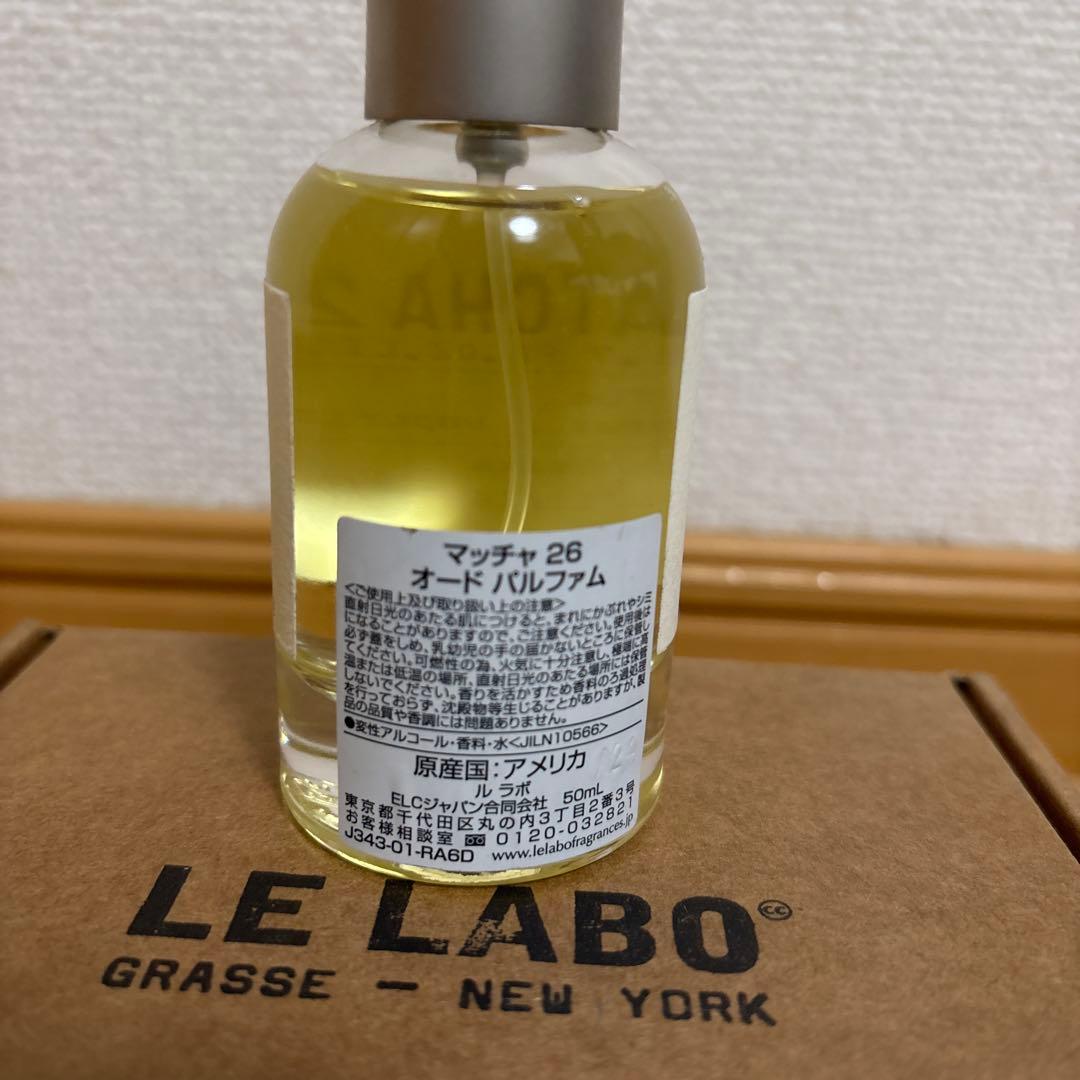 マッチャ 26
オード パルファム
<ご使用上及び取り扱い上の注意>
直射日光のあたる肌につけると、まれにかぶれやシミ
になることがありますので、ご注意ください。使用後は
必ず蓋をしめ、乳幼児の手の届かないところに保管し
てください。可燃性の為、火気に十分注意し、極端に高
温または低温の場所、直射日光のあたる場所には保管
しないでください。香りを活かすため香料のろ過処理
を行っておらず、沈殿物等生じることがありますが、製
品の品質や香調には問題ありません。
●変性アルコール・香料・水<JILN10566>
原産国:アメリカ
ル ラボ
ELCジャパン合同会社 50mL
東京都千代田区丸の内3丁目2番3号
お客様相談室 0120-032821
J343-01-RA6D www.lelabofragrances.jp
LE LABO cc
GRASSE — NEW YORK